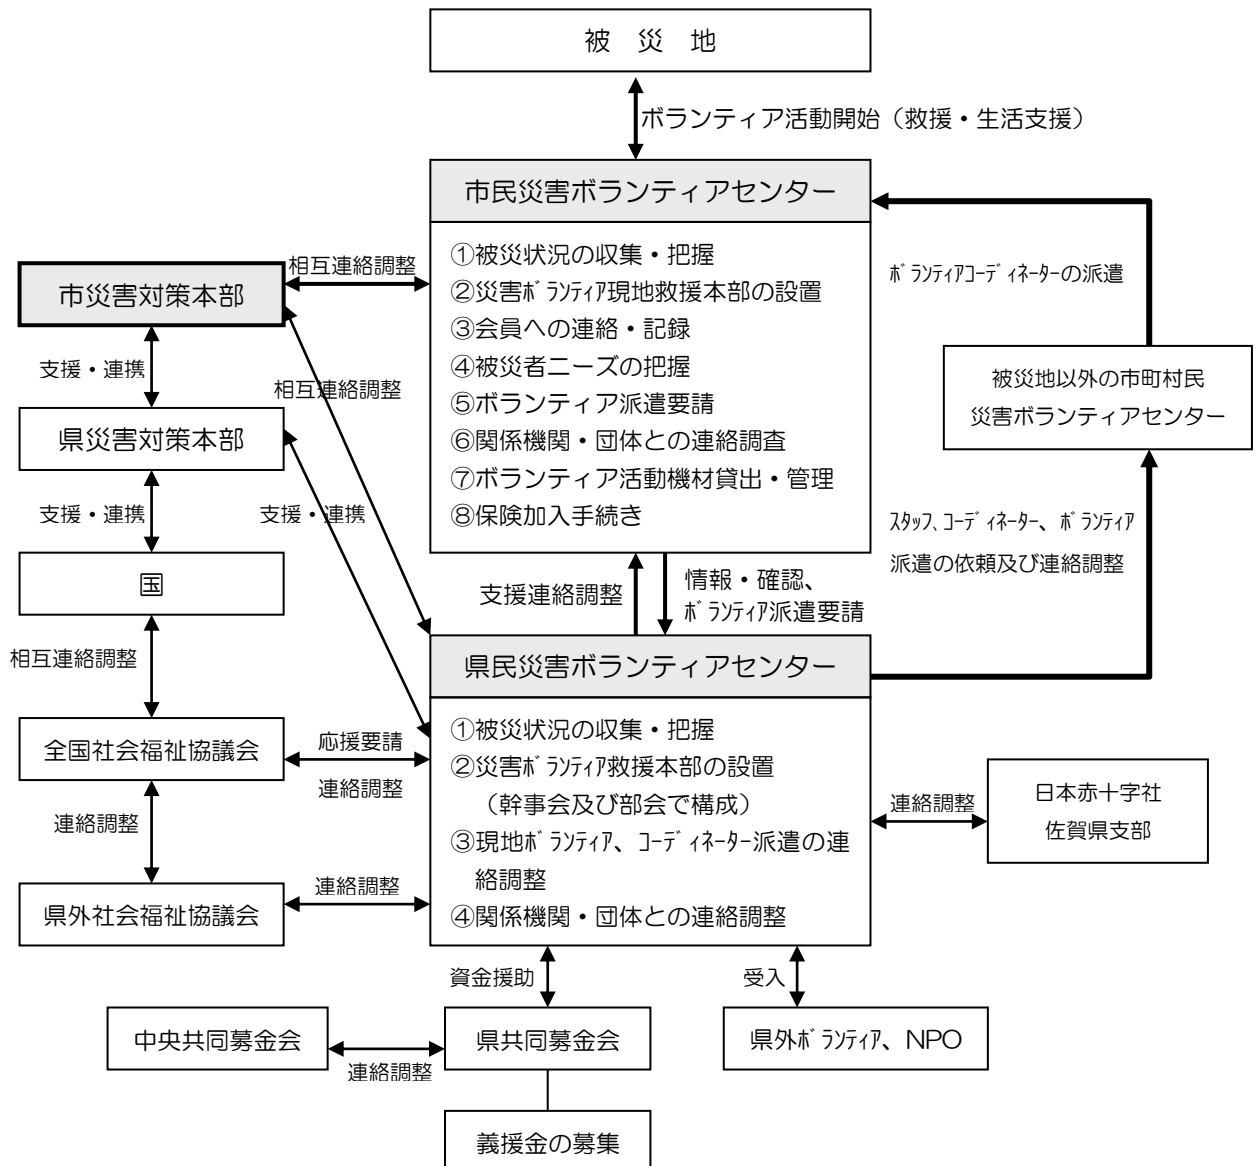 被 災 地
ボランティア活動開始（救援・生活支援）
市民災害ボランティアセンター
①被災状況の収集・把握
②災害ﾎﾞﾗﾝﾃｨｱ現地救援本部の設置
③会員への連絡・記録
④被災者ニーズの把握
⑤ボランティア派遣要請
⑥関係機関・団体との連絡調査
⑦ボランティア活動機材貸出・管理
⑧保険加入手続き
相互連絡調整
市災害対策本部
支援・連携
相互連絡調整
県災害対策本部
支援・連携
支援・連携
国
相互連絡調整
全国社会福祉協議会
応援要請
連絡調整
連絡調整
県外社会福祉協議会
連絡調整
ﾎﾞﾗﾝﾃｨｱｺｰﾃﾞｨﾈｰﾀｰの派遣
被災地以外の市町村民
災害ボランティアセンター
ｽﾀｯﾌ、ｺｰﾃﾞｨﾈｰﾀｰ、ﾎﾞﾗﾝﾃｨｱ
派遣の依頼及び連絡調整
支援連絡調整
情報・確認、
ﾎﾞﾗﾝﾃｨｱ派遣要請
県民災害ボランティアセンター
①被災状況の収集・把握
②災害ﾎﾞﾗﾝﾃｨｱ救援本部の設置
（幹事会及び部会で構成）
③現地ﾎﾞﾗﾝﾃｨｱ、ｺｰﾃﾞｨﾈｰﾀｰ派遣の連
絡調整
④関係機関・団体との連絡調整
連絡調整
日本赤十字社
佐賀県支部
資金援助
受入
中央共同募金会
連絡調整
県共同募金会
県外ﾎﾞﾗﾝﾃｨｱ、NPO
義援金の募集